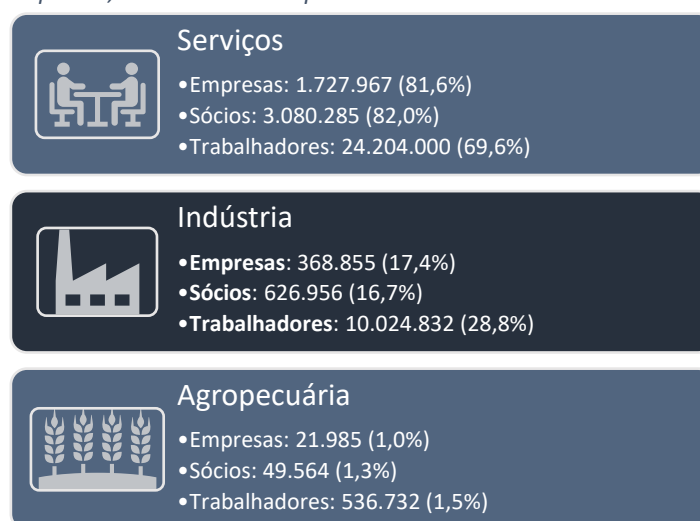 Serviços
•Empresas: 1.727.967 (81,6%)
•Sócios: 3.080.285 (82,0%)
•Trabalhadores: 24.204.000 (69,6%)
Indústria
•Empresas: 368.855 (17,4%)
•Sócios: 626.956 (16,7%)
•Trabalhadores: 10.024.832 (28,8%)
Agropecuária
•Empresas: 21.985 (1,0%)
•Sócios: 49.564 (1,3%)
•Trabalhadores: 536.732 (1,5%)